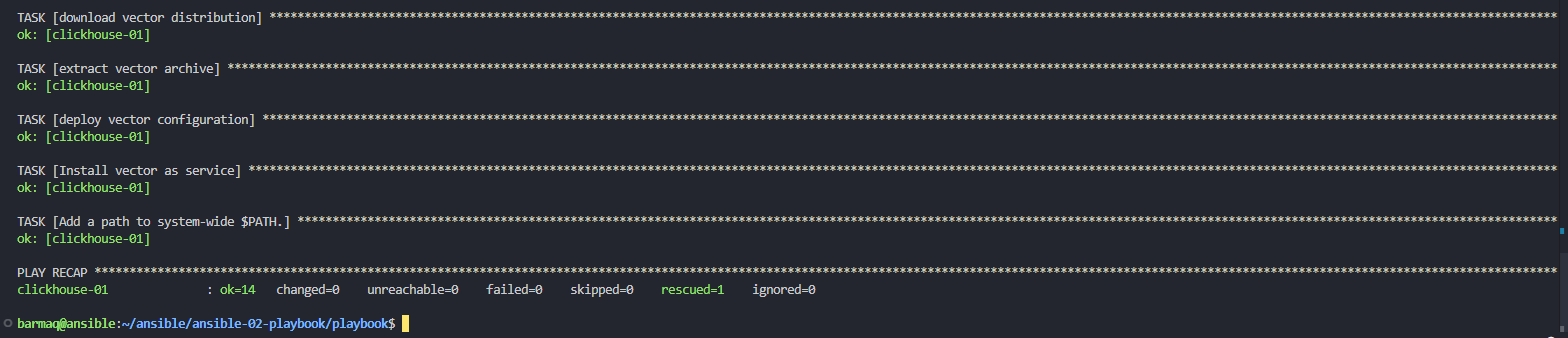 TASK [download vector distribution] ****************************************************************************************************************************************************************************************
ok: [clickhouse-01]
TASK [extract vector archive] **********************************************************************************************************************************************************************************************
ok: [clickhouse-01]
TASK [deploy vector configuration] *****************************************************************************************************************************************************************************************
ok: [clickhouse-01]
TASK [Install vector as service] *******************************************************************************************************************************************************************************************
ok: [clickhouse-01]
TASK [Add a path to system-wide $PATH.] ************************************************************************************************************************************************************************************
ok: [clickhouse-01]
PLAY RECAP *****************************************************************************************************************************************************************************************************************
clickhouse-01              : ok=14   changed=0    unreachable=0    failed=0    skipped=0    rescued=1    ignored=0
barmaq@ansible:~/ansible/ansible-02-playbook/playbook$